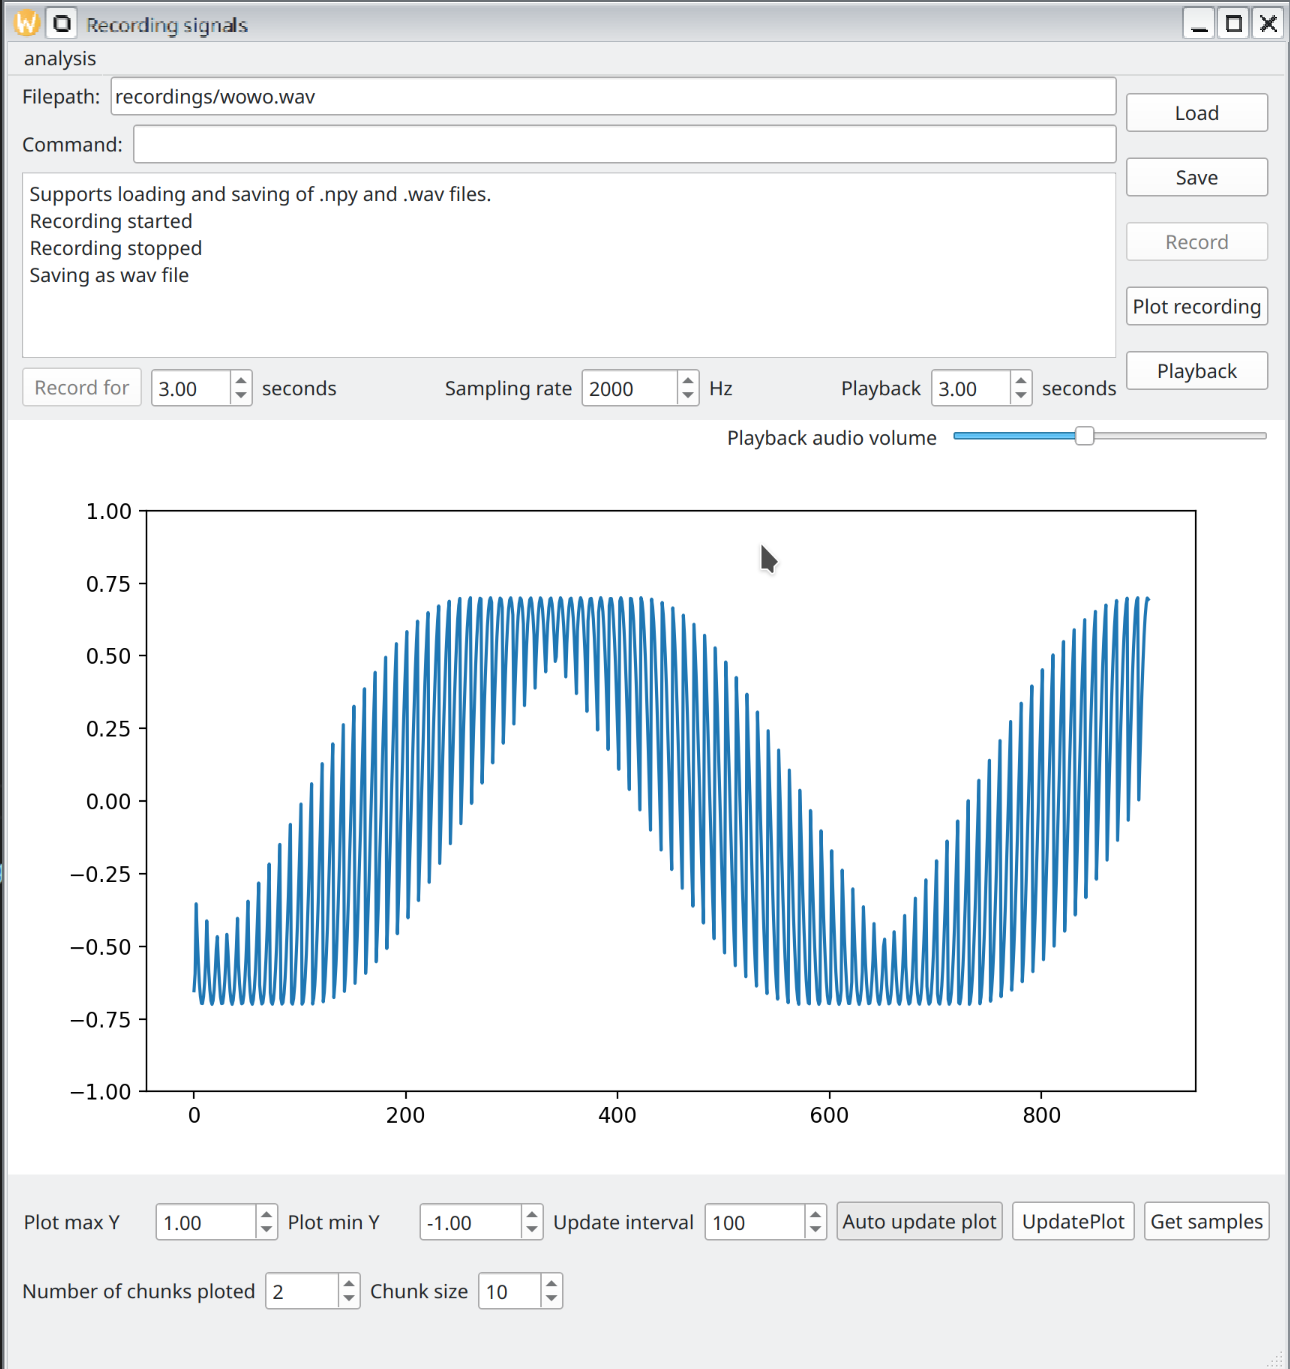 Recording signals
analysis
Filepath: recordings/wowo.wav
Load
Command:
Save
Supports loading and saving of .npy and .wav files.
Recording started
Recording stopped
Saving as wav file
Record
Plot recording
Playback
Record for 3.00 seconds Sampling rate 2000 Hz Playback 3.00 seconds
Playback audio volume
1.00
0.75
0.50
0.25
0.00
−0.25
−0.50
−0.75
−1.00
0 200 400 600 800
Plot max Y 1.00 Plot min Y -1.00 Update interval 100 Auto update plot UpdatePlot Get samples
Number of chunks ploted 2 Chunk size 10